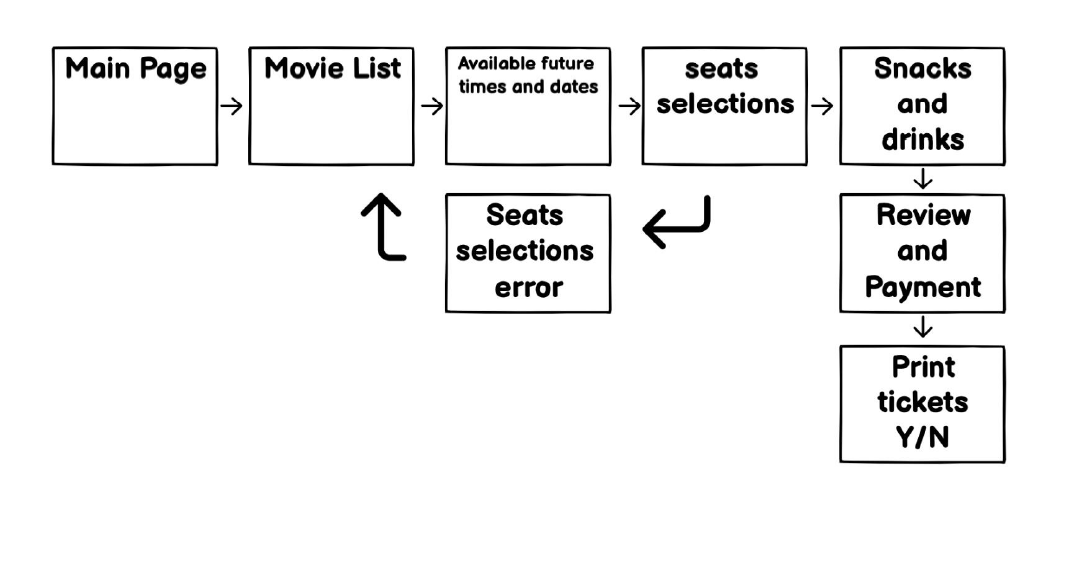 Main Page
Movie List
Available future
times and dates
seats
selections
Snacks
and
drinks
Seats
selections
error
Review
and
Payment
Print
tickets
Y/N